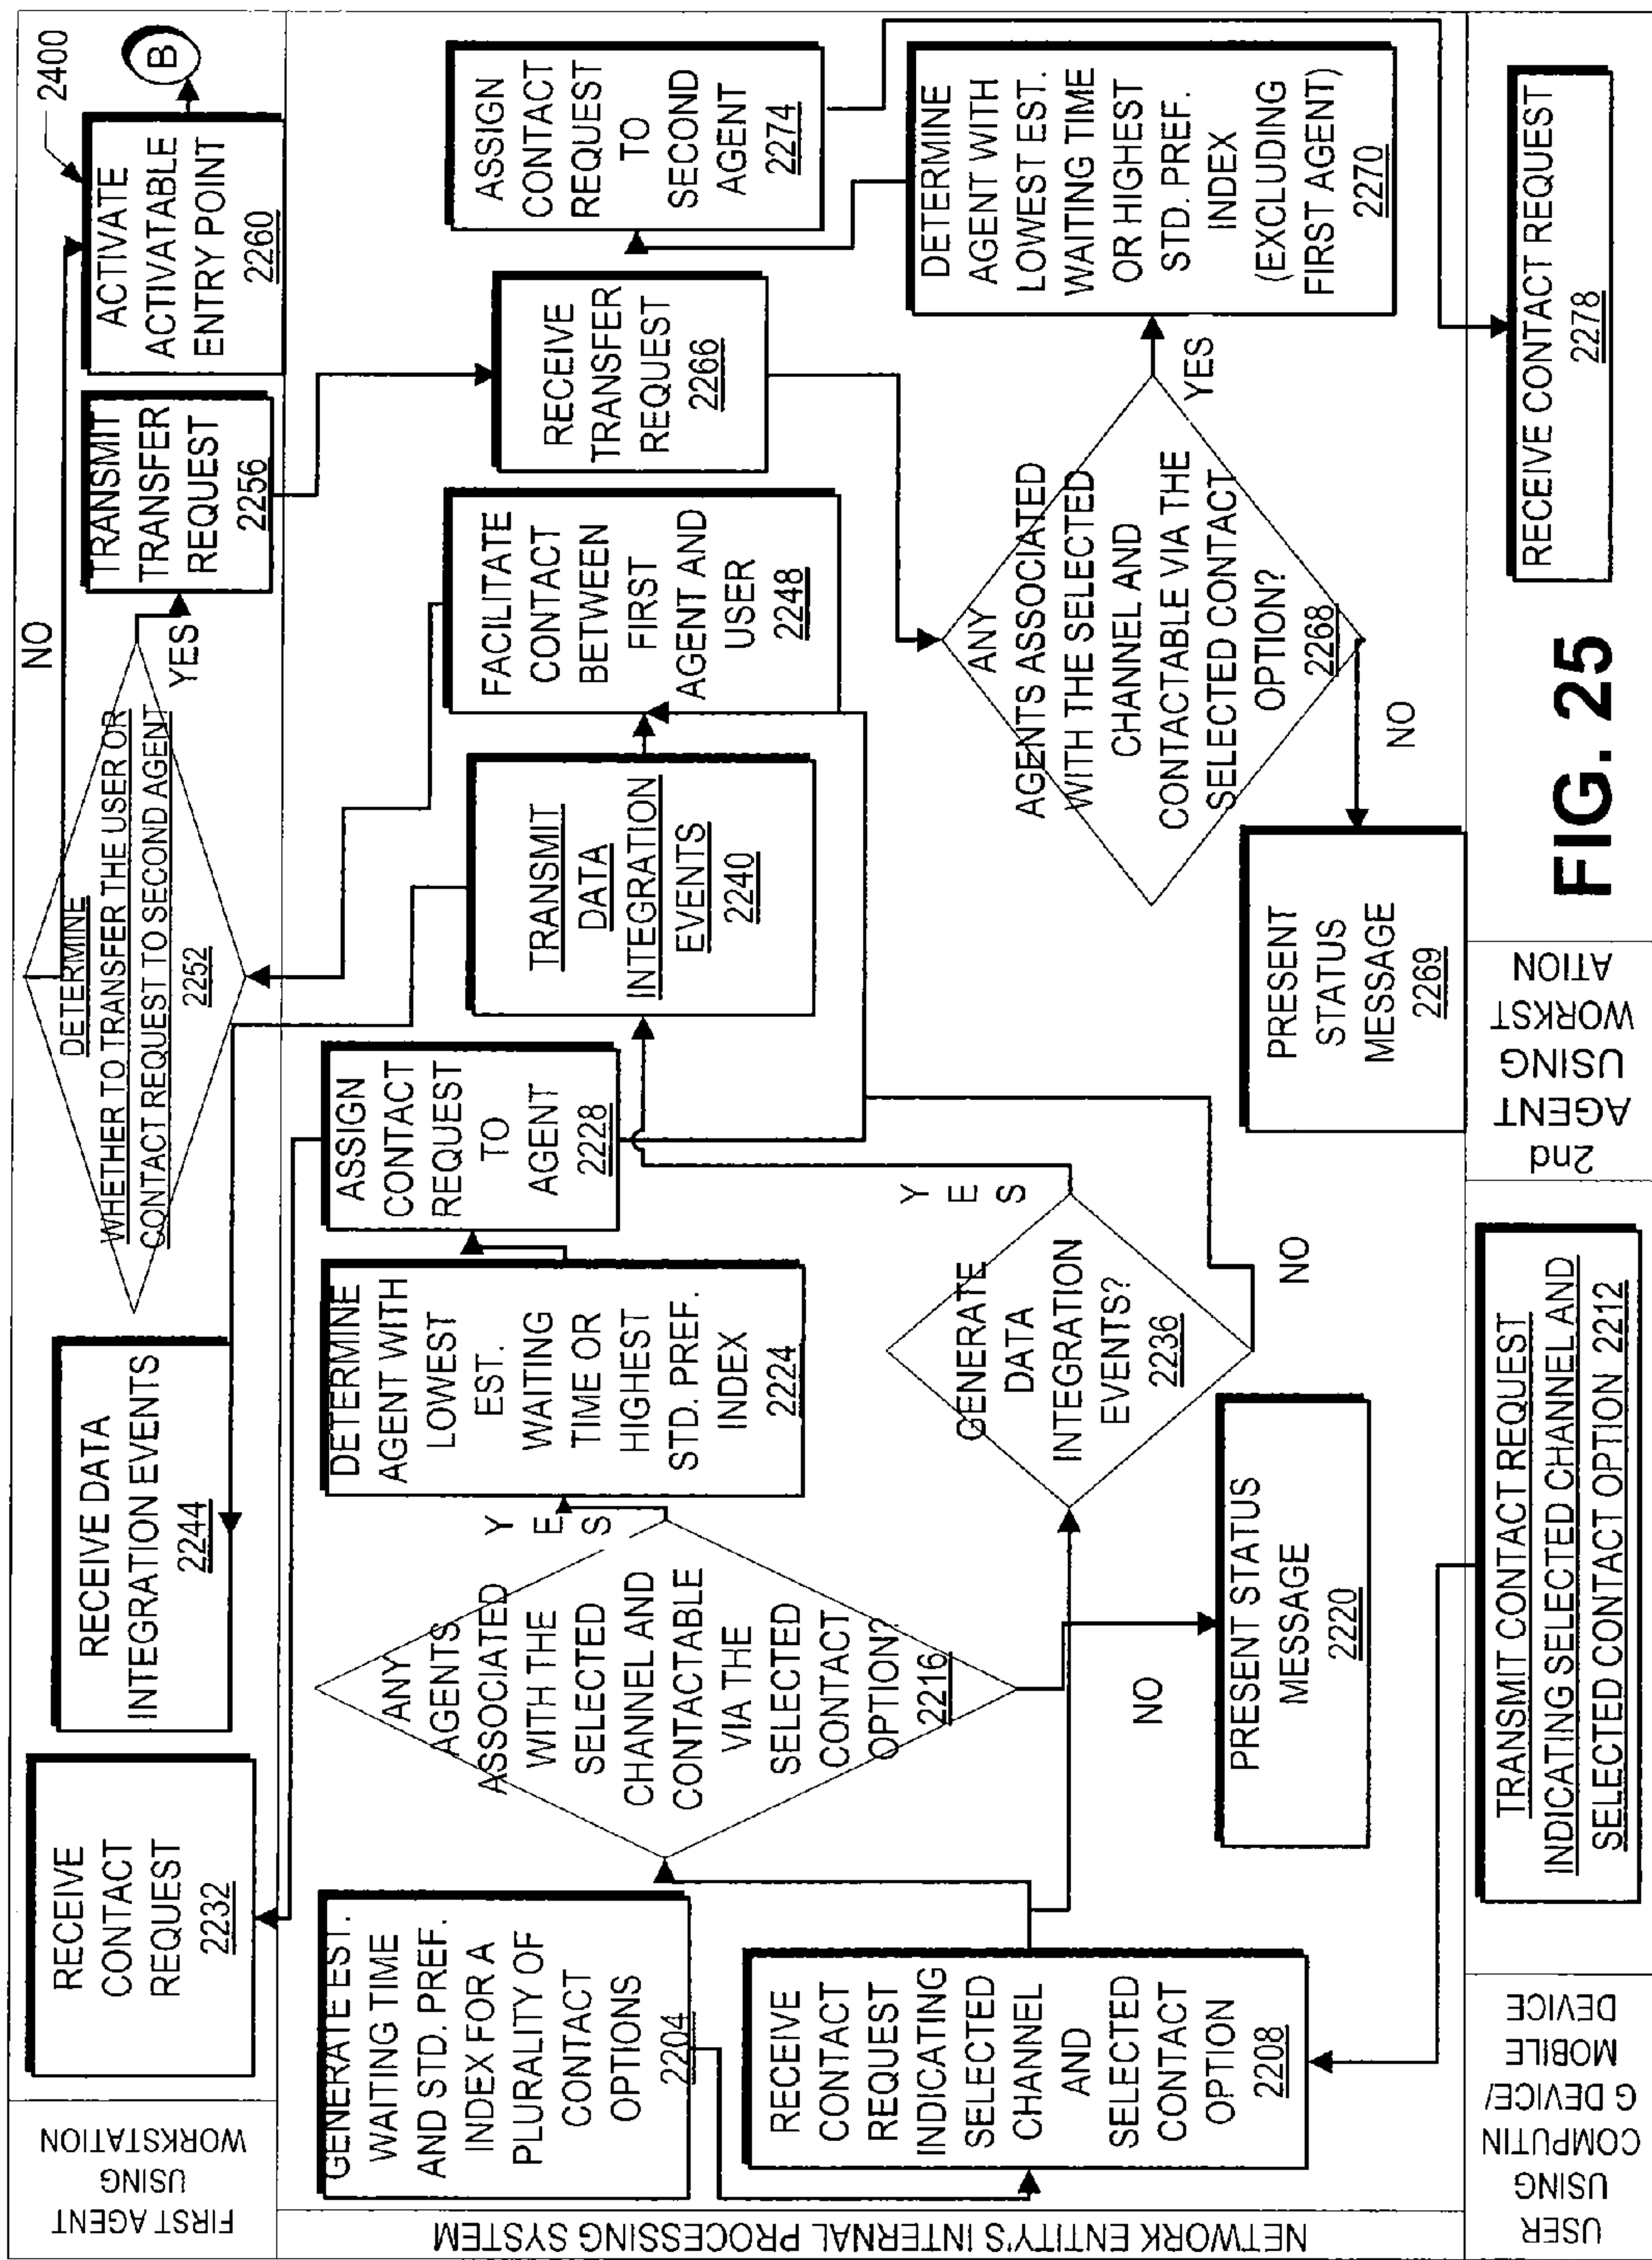 2400
FIRST AGENT
USING
WORKSTATION
RECEIVE
CONTACT
REQUEST
2232
RECEIVE DATA
INTEGRATION EVENTS
2244
DETERMINE
WHETHER TO TRANSFER THE USER OR
CONTACT REQUEST TO SECOND AGENT
2252
NO
YES
TRANSMIT
TRANSFER
REQUEST
2256
ACTIVATE
ACTIVATABLE
ENTRY POINT
2260
B
NETWORK ENTITY'S INTERNAL PROCESSING SYSTEM
GENERATE EST.
WAITING TIME
AND STD. PREF.
INDEX FOR A
PLURALITY OF
CONTACT
OPTIONS
2204
RECEIVE
CONTACT
REQUEST
INDICATING
SELECTED
CHANNEL
AND
SELECTED
CONTACT
OPTION
2208
ANY
AGENTS
ASSOCIATED
WITH THE
SELECTED
CHANNEL AND
CONTACTABLE
VIA THE
SELECTED
CONTACT
OPTION?
2216
Y
E
S
NO
PRESENT STATUS
MESSAGE
2220
DETERMINE
AGENT WITH
LOWEST
EST.
WAITING
TIME OR
HIGHEST
STD. PREF.
INDEX
2224
ASSIGN
CONTACT
REQUEST
TO
AGENT
2228
GENERATE
DATA
INTEGRATION
EVENTS?
2236
Y
E
S
NO
TRANSMIT
DATA
INTEGRATION
EVENTS
2240
FACILITATE
CONTACT
BETWEEN
FIRST
AGENT AND
USER
2248
RECEIVE
TRANSFER
REQUEST
2266
ANY
AGENTS ASSOCIATED
WITH THE SELECTED
CHANNEL AND
CONTACTABLE VIA THE
SELECTED CONTACT
OPTION?
2268
YES
NO
PRESENT
STATUS
MESSAGE
2269
DETERMINE
AGENT WITH
LOWEST EST.
WAITING TIME
OR HIGHEST
STD. PREF.
INDEX
(EXCLUDING
FIRST AGENT)
2270
ASSIGN
CONTACT
REQUEST
TO
SECOND
AGENT
2274
USER
USING
COMPUTIN
G DEVICE/
MOBILE
DEVICE
TRANSMIT CONTACT REQUEST
INDICATING SELECTED CHANNEL AND
SELECTED CONTACT OPTION 2212
2nd
AGENT
USING
WORKST
ATION
RECEIVE CONTACT REQUEST
2278
FIG. 25